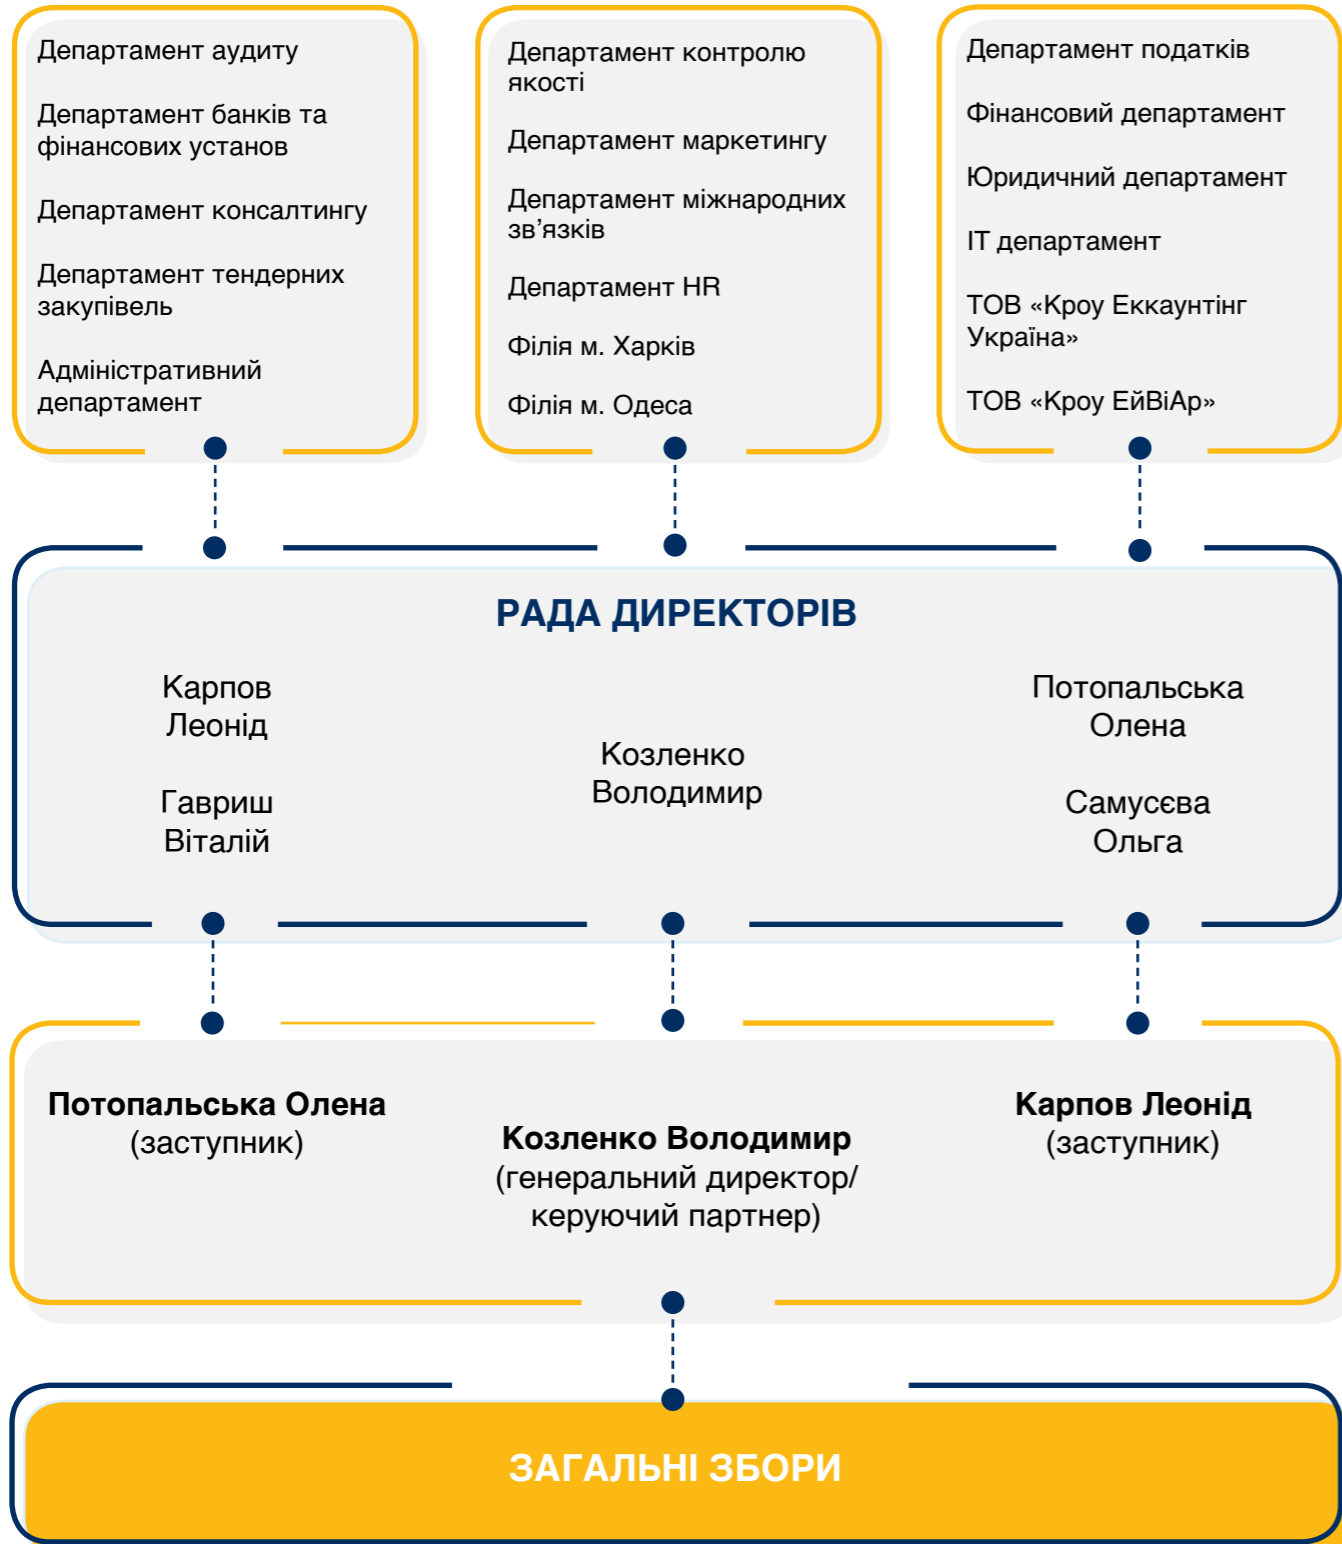 Департамент аудиту
Департамент банків та
фінансових установ
Департамент консалтингу
Департамент тендерних
закупівель
Адміністративний
департамент
Департамент контролю
якості
Департамент маркетингу
Департамент міжнародних
зв’язків
Департамент HR
Філія м. Харків
Філія м. Одеса
Департамент податків
Фінансовий департамент
Юридичний департамент
ІТ департамент
ТОВ «Кроу Еккаунтінг
Україна»
ТОВ «Кроу ЕйВіАр»
РАДА ДИРЕКТОРІВ
Карпов
Леонід
Гавриш
Віталій
Козленко
Володимир
Потопальська
Олена
Самусєва
Ольга
Потопальська Олена
(заступник)
Козленко Володимир
(генеральний директор/
керуючий партнер)
Карпов Леонід
(заступник)
ЗАГАЛЬНІ ЗБОРИ